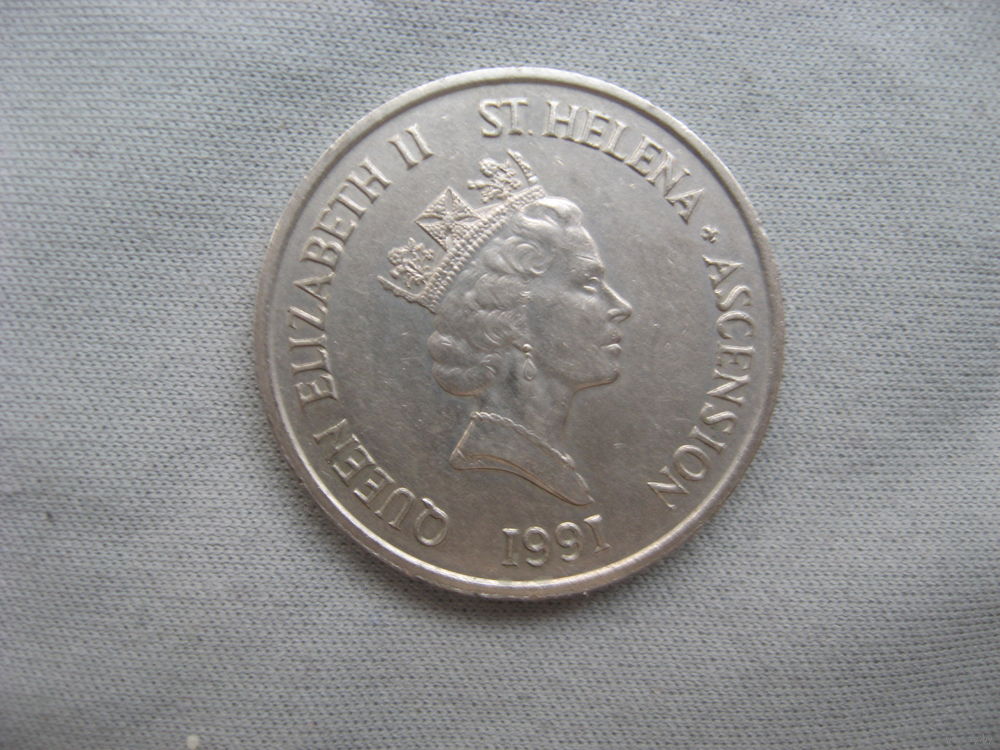 QUEEN ELIZABETH II ST. HELENA * ASCENSION
1991